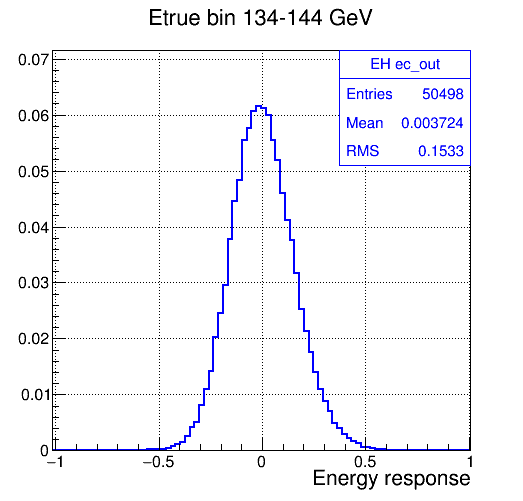 Etrue bin 134-144 GeV
EH ec_out
Entries 50498
Mean 0.003724
RMS 0.1533
0.07
0.06
0.05
0.04
0.03
0.02
0.01
0
−1 −0.5 0 0.5 1
Energy response